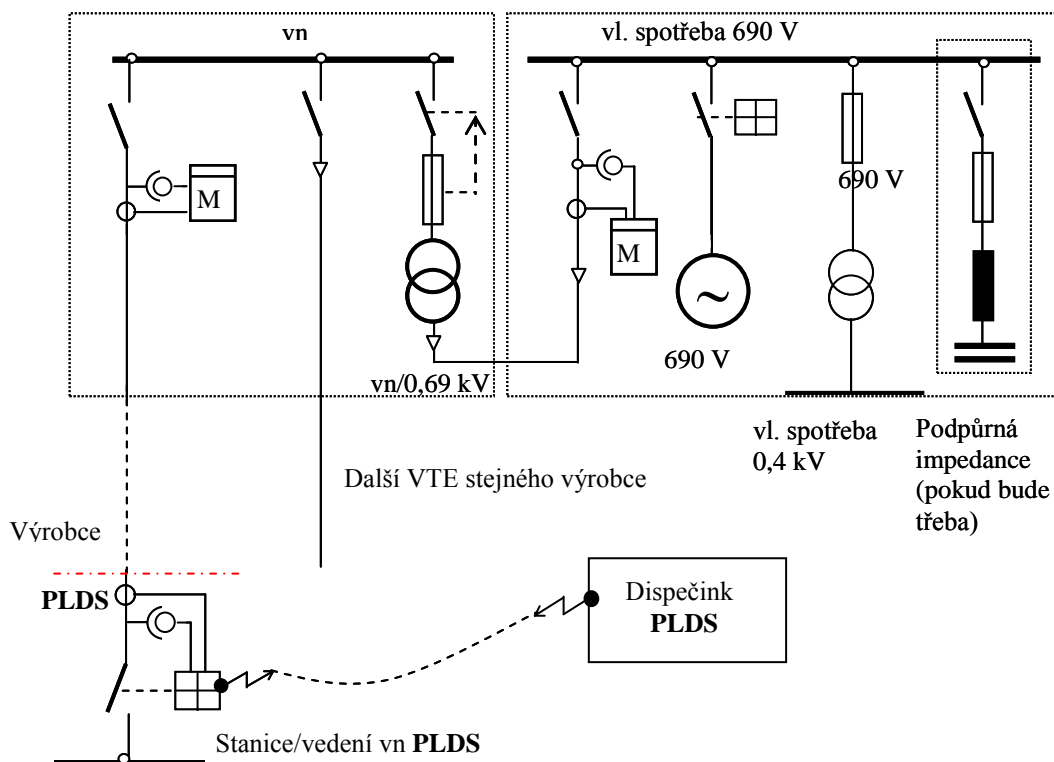 vn
vl. spotřeba 690 V
M
M
690 V
690 V
vn/0,69 kV
vl. spotřeba
0,4 kV
Podpůrná
impedance
(pokud bude
třeba)
Další VTE stejného výrobce
Výrobce
PLDS
Dispečink
PLDS
Stanice/vedení vn PLDS